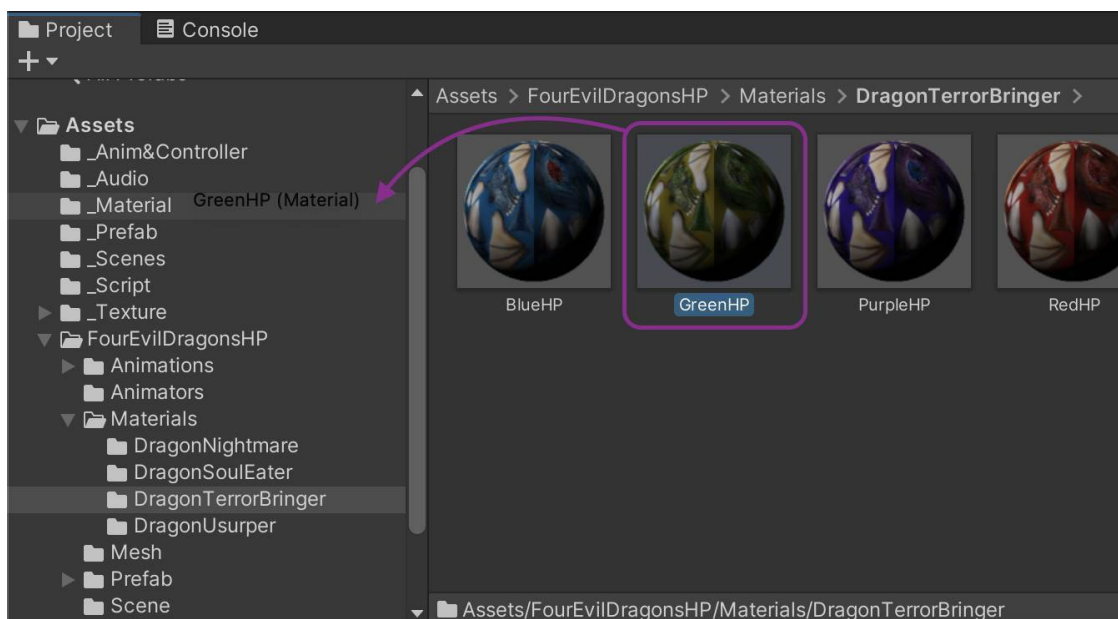 Project
Console
Assets > FourEvilDragonsHP > Materials > DragonTerrorBringer >
Assets
_Anim&Controller
_Audio
_Material
GreenHP (Material)
_Prefab
_Scenes
_Script
_Texture
FourEvilDragonsHP
Animations
Animators
Materials
DragonNightmare
DragonSoulEater
DragonTerrorBringer
DragonUsurper
Mesh
Prefab
Scene
BlueHP
GreenHP
PurpleHP
RedHP
Assets/FourEvilDragonsHP/Materials/DragonTerrorBringer